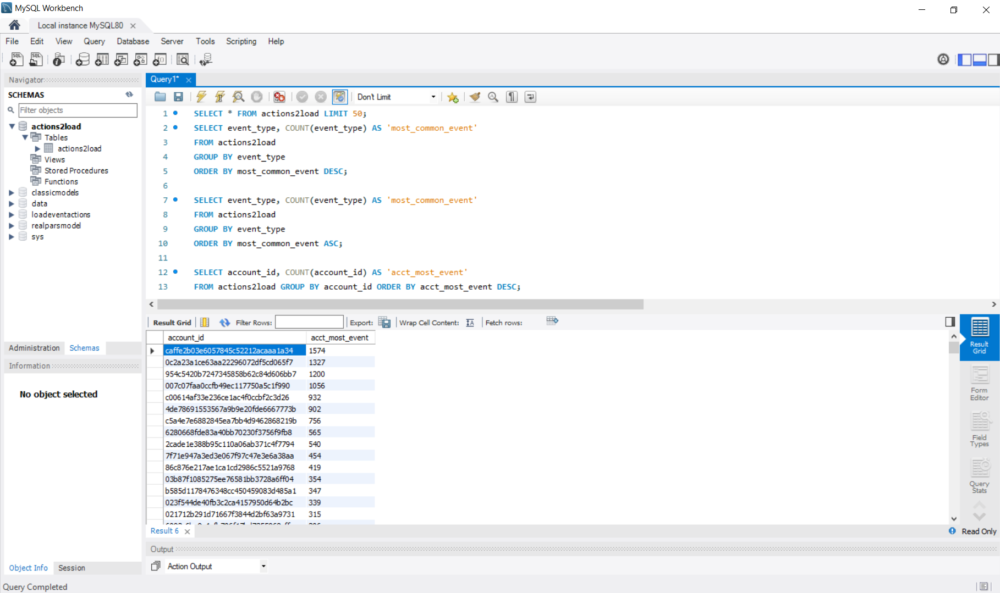 MySQL Workbench
Local instance MySQL80
File Edit View Query Database Server Tools Scripting Help
Navigator
SCHEMAS
Filter objects
actions2load
Tables
actions2load
Views
Stored Procedures
Functions
classicmodels
data
loadeventactions
realparsmodel
sys
Administration Schemas
Information
No object selected
Object Info Session
Query Completed
Query1*
Don't Limit
1 SELECT * FROM actions2load LIMIT 50;
2 SELECT event_type, COUNT(event_type) AS 'most_common_event'
3 FROM actions2load
4 GROUP BY event_type
5 ORDER BY most_common_event DESC;
6
7 SELECT event_type, COUNT(event_type) AS 'most_common_event'
8 FROM actions2load
9 GROUP BY event_type
10 ORDER BY most_common_event ASC;
11
12 SELECT account_id, COUNT(account_id) AS 'acct_most_event'
13 FROM actions2load GROUP BY account_id ORDER BY acct_most_event DESC;
Result Grid Filter Rows: Export: Wrap Cell Content: Fetch rows:
account_id acct_most_event
caffe2b03e6057845c52212acaaa1a34 1574
0c2a23a1ce63aa22296072df5cd065f7 1327
954c5420b7247345858b62c84d606bb7 1200
007c07faa0ccfb49ec117750a5c1f990 1056
c00614af33e236ce1ac4f0ccbf2c3d26 932
4de78691553567a9b9e20fde6667773b 902
c5a4e7e6882845ea7bb4d9462868219b 756
6280668fde83a40bb70230f3756f9fb8 565
2cade1e388b95c110a06ab371c4f7794 540
7f71e947a3ed3e067f97c47e3e6a38aa 454
86c876e217ae1ca1cd2986c5521a9768 419
03b87f1085275ee76581bb3728a6ff04 354
b585d1178476348cc450459083d485a1 347
023f544de40fb3c2ca4157950d64b2bc 339
021712b291d71667f3844d2bf63a9731 315
Result Grid
Form Editor
Field Types
Query Stats
Result 6
Read Only
Output
Action Output